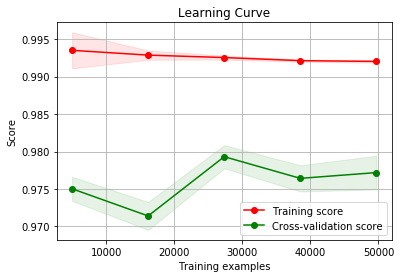 Learning Curve
0.995
0.990
0.985
0.980
0.975
0.970
Score
10000 20000 30000 40000 50000
Training examples
Training score
Cross-validation score